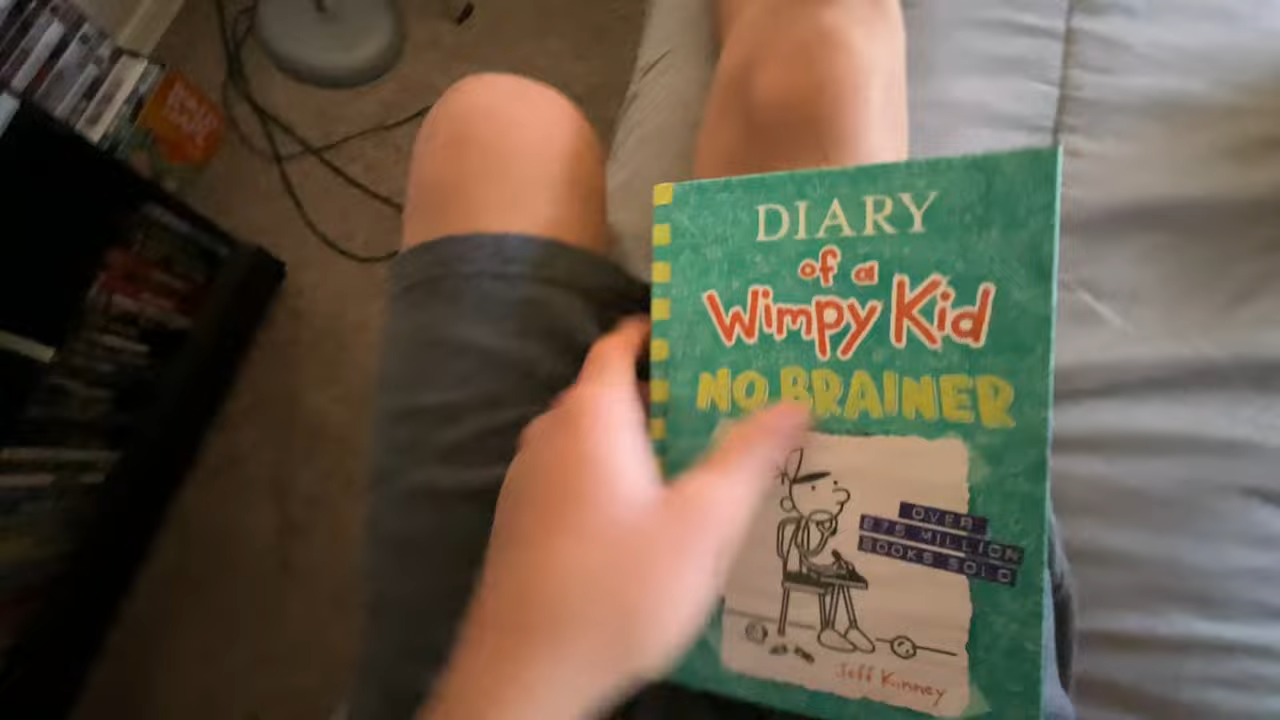 DIARY
of a
Wimpy Kid
NO BRAINER
OVER
275 MILLION
BOOKS SOLD
Jeff Kinney